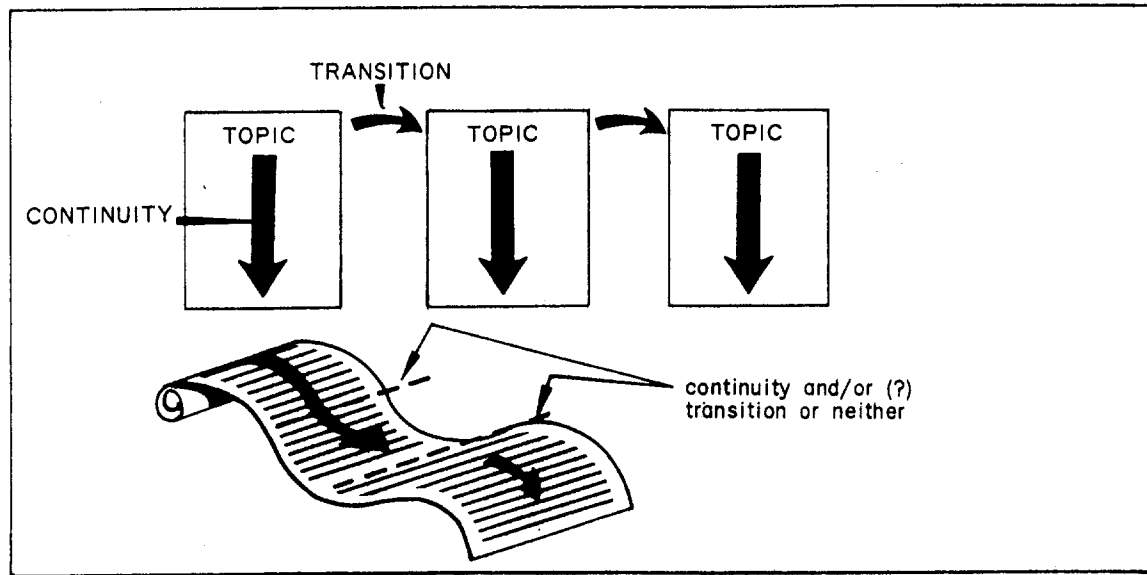 TRANSITION
TOPIC
TOPIC
TOPIC
CONTINUITY
continuity and/or (?)
transition or neither